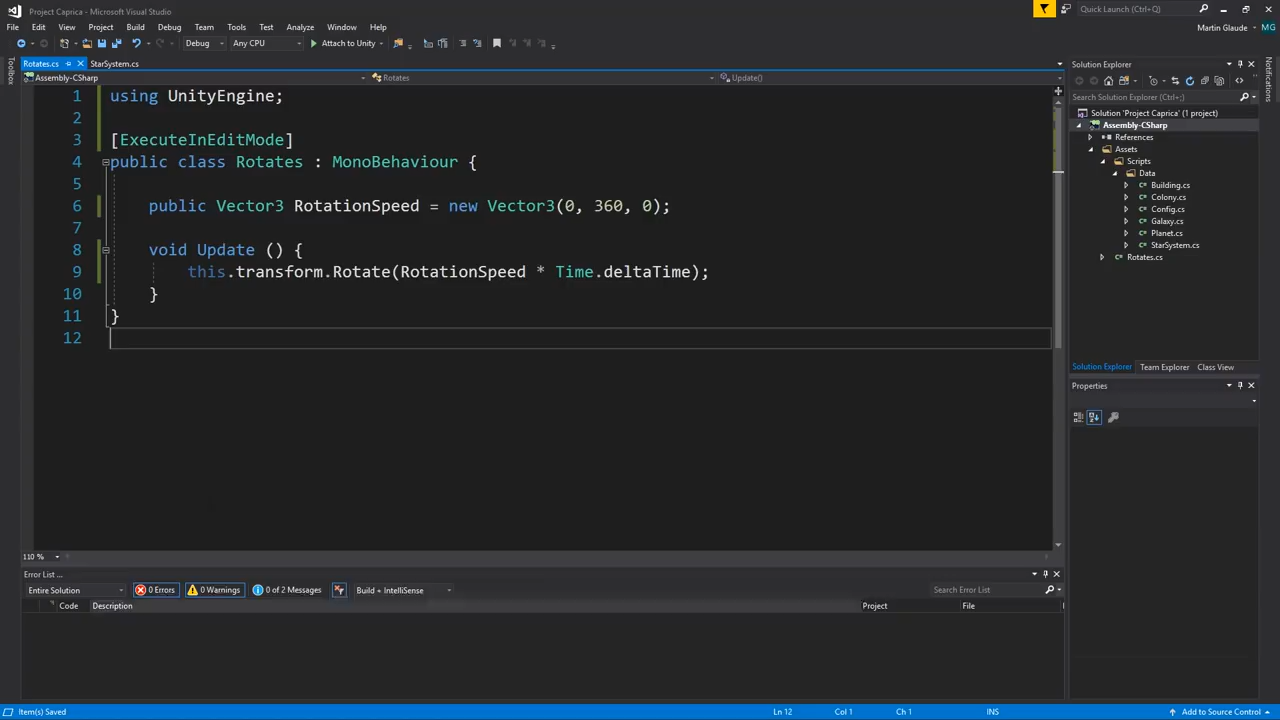 Project Caprica - Microsoft Visual Studio
Quick Launch (Ctrl+;)
File Edit View Project Build Debug Team Tools Test Analyze Window Help
Martin Glaude MG
Debug Any CPU Attach to Unity
Toolbox
Rotates.cs StarSystem.cs
Assembly-CSharp Rotates Update()
1 using UnityEngine;
2
3 [ExecuteInEditMode]
4 public class Rotates : MonoBehaviour {
5
6 public Vector3 RotationSpeed = new Vector3(0, 360, 0);
7
8 void Update () {
9 this.transform.Rotate(RotationSpeed * Time.deltaTime);
10 }
11 }
12
110 %
Solution Explorer
Search Solution Explorer (Ctrl+;)
Solution 'Project Caprica' (1 project)
Assembly-CSharp
References
Assets
Scripts
Data
Building.cs
Colony.cs
Config.cs
Galaxy.cs
Planet.cs
StarSystem.cs
Rotates.cs
Solution Explorer Team Explorer Class View
Properties
Notifications
Error List ...
Entire Solution 0 Errors 0 Warnings 0 of 2 Messages Build + IntelliSense Search Error List
Code Description Project File
Item(s) Saved Ln 12 Col 1 Ch 1 INS Add to Source Control